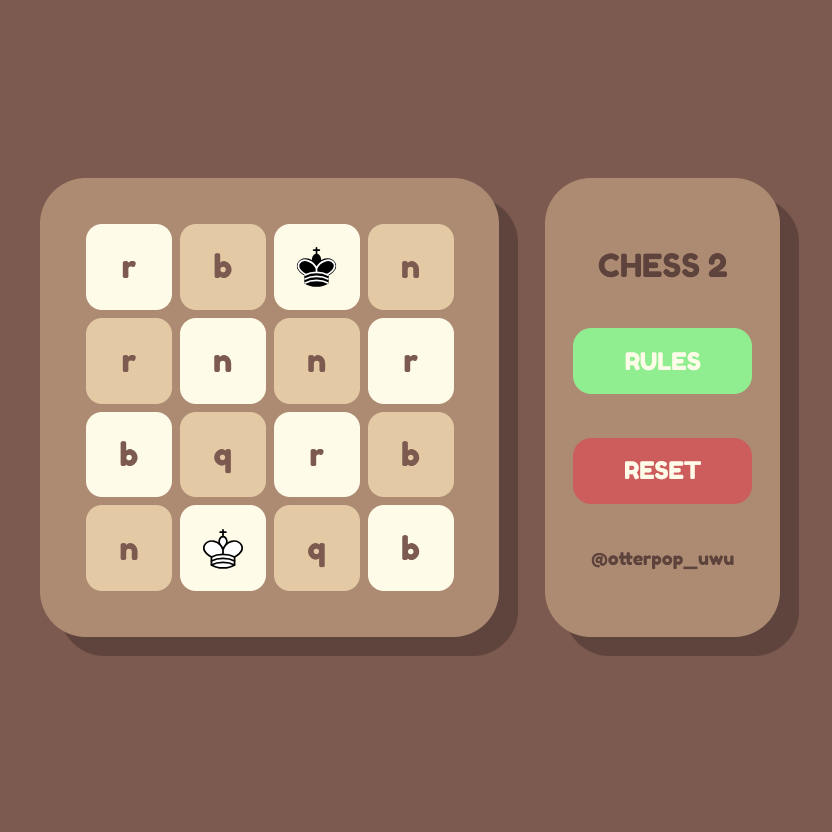 r b n
r n n r
b q r b
n q b
CHESS 2
RULES
RESET
@otterpop_uwu